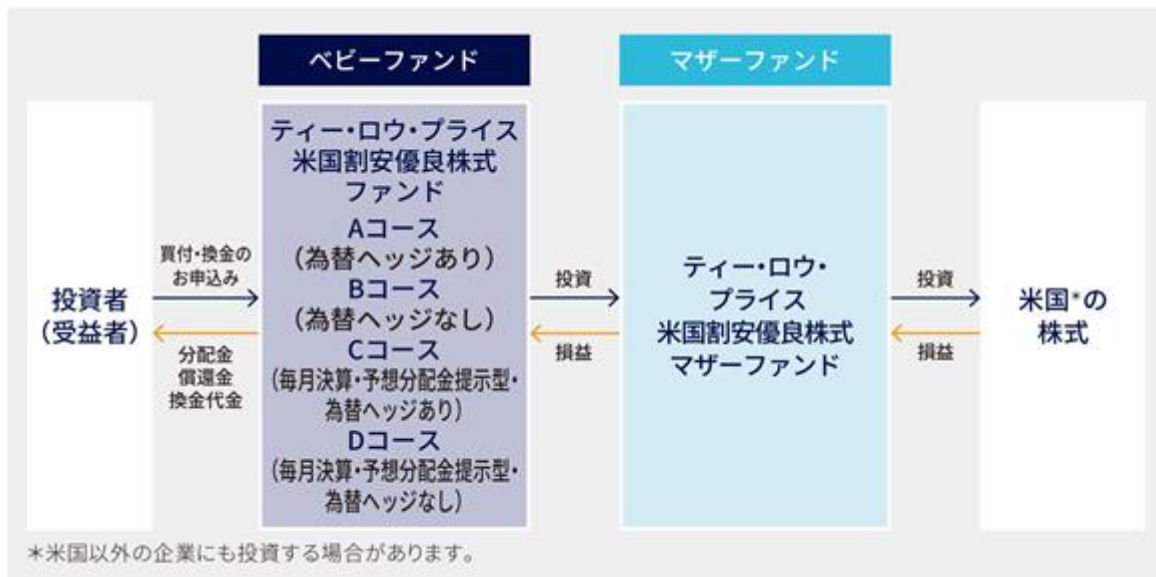 ベビーファンド
マザーファンド
投資者
（受益者）
買付・換金の
お申込み
分配金
償還金
換金代金
ティー・ロウ・プライス
米国割安優良株式
ファンド
Aコース
（為替ヘッジあり）
Bコース
（為替ヘッジなし）
Cコース
（毎月決算・予想分配金提示型・
為替ヘッジあり）
Dコース
（毎月決算・予想分配金提示型・
為替ヘッジなし）
投資
損益
ティー・ロウ・
プライス
米国割安優良株式
マザーファンド
投資
損益
米国*の
株式
＊米国以外の企業にも投資する場合があります。